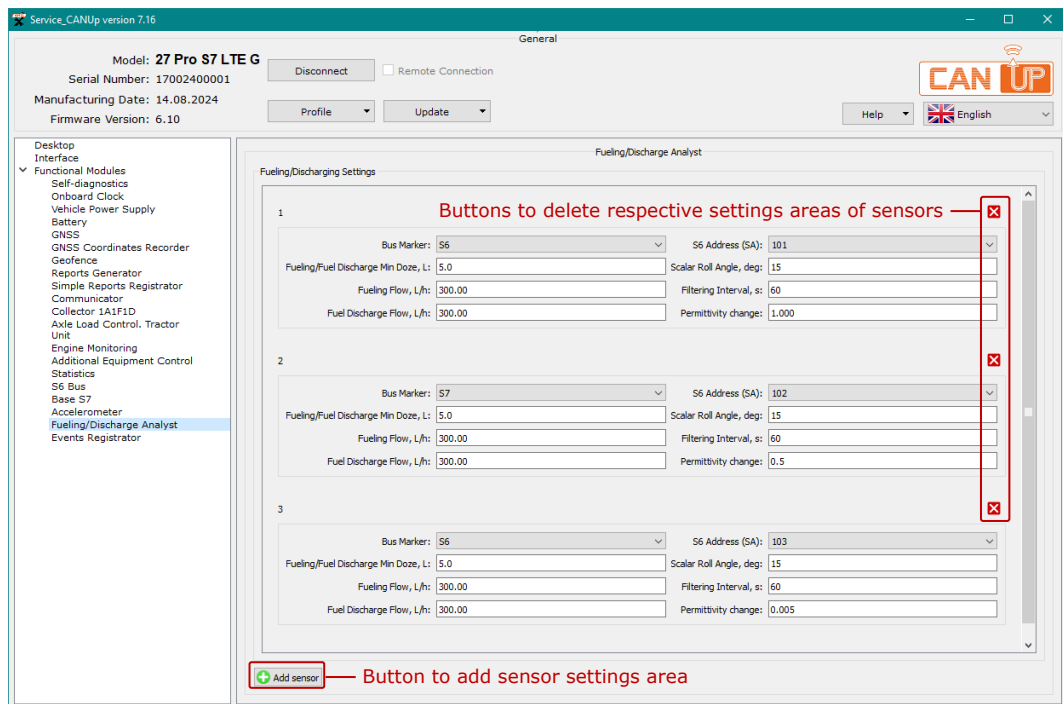 Service_CANUp version 7.16
General
Model: 27 Pro S7 LTE G
Serial Number: 17002400001
Manufacturing Date: 14.08.2024
Firmware Version: 6.10
Disconnect
Remote Connection
Profile
Update
CAN UP
Help
English
Desktop
Interface
Functional Modules
Self-diagnostics
Onboard Clock
Vehicle Power Supply
Battery
GNSS
GNSS Coordinates Recorder
Geofence
Reports Generator
Simple Reports Registrator
Communicator
Collector 1A1F1D
Axle Load Control. Tractor
Unit
Engine Monitoring
Additional Equipment Control
Statistics
S6 Bus
Base S7
Accelerometer
Fueling/Discharge Analyst
Events Registrator
Fueling/Discharge Analyst
Fueling/Discharging Settings
1
Buttons to delete respective settings areas of sensors
Bus Marker: S6
S6 Address (SA): 101
Fueling/Fuel Discharge Min Doze, L: 5.0
Scalar Roll Angle, deg: 15
Fueling Flow, L/h: 300.00
Filtering Interval, s: 60
Fuel Discharge Flow, L/h: 300.00
Permittivity change: 1.000
2
Bus Marker: S7
S6 Address (SA): 102
Fueling/Fuel Discharge Min Doze, L: 5.0
Scalar Roll Angle, deg: 15
Fueling Flow, L/h: 300.00
Filtering Interval, s: 60
Fuel Discharge Flow, L/h: 300.00
Permittivity change: 0.5
3
Bus Marker: S6
S6 Address (SA): 103
Fueling/Fuel Discharge Min Doze, L: 5.0
Scalar Roll Angle, deg: 15
Fueling Flow, L/h: 300.00
Filtering Interval, s: 60
Fuel Discharge Flow, L/h: 300.00
Permittivity change: 0.005
Add sensor
Button to add sensor settings area